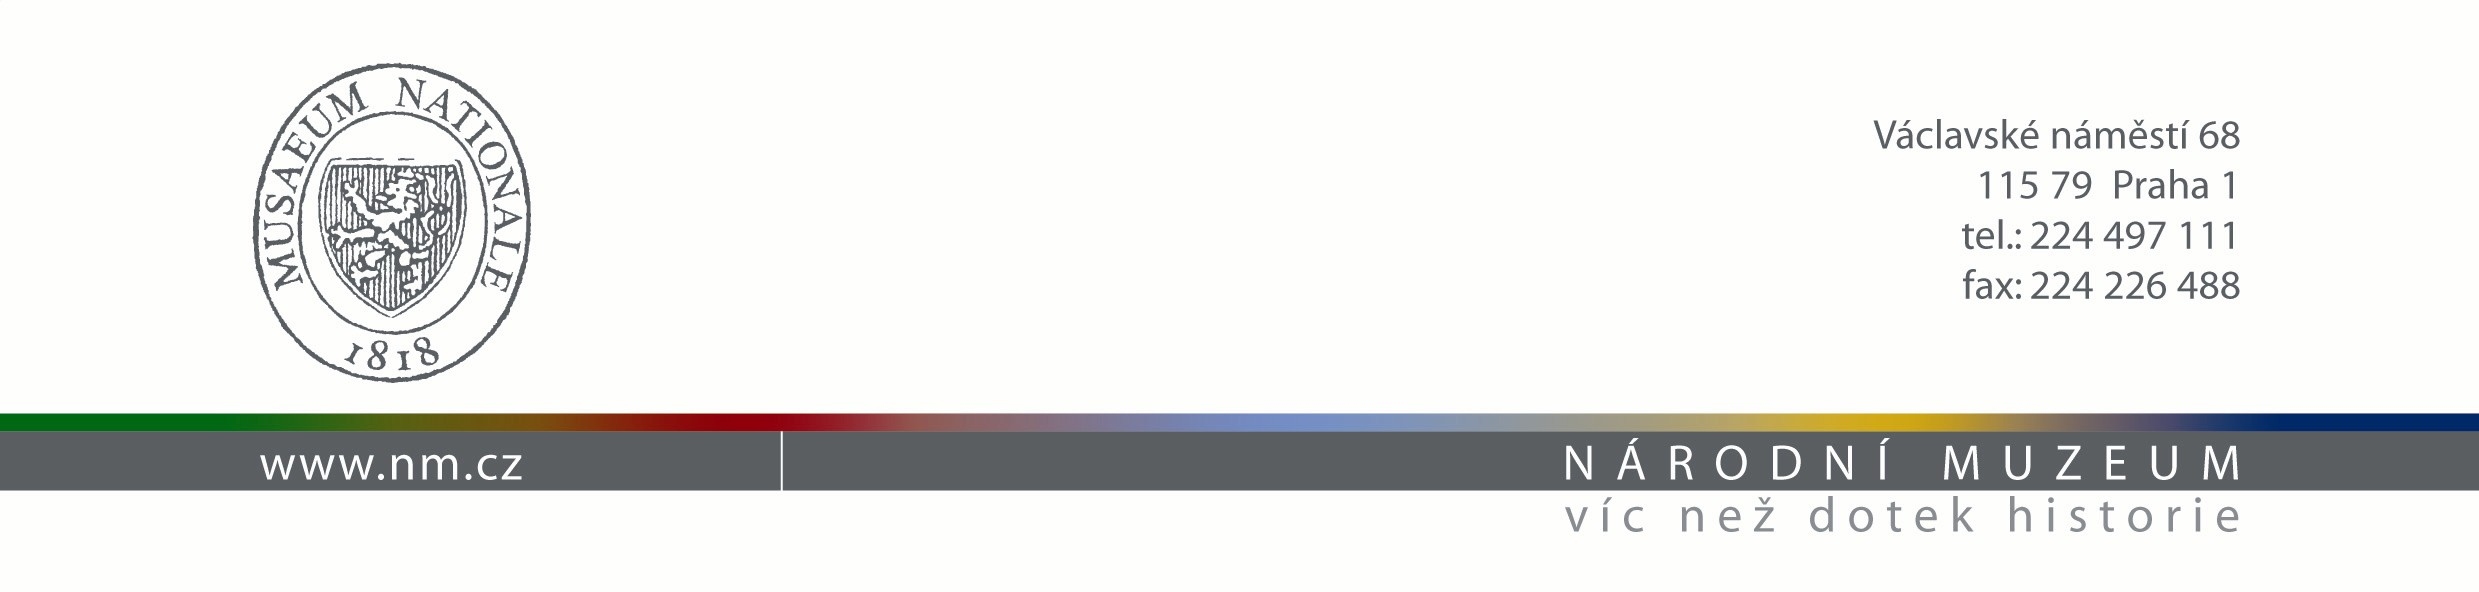 MUSAEUM NATIONALE
1818
Václavské náměstí 68
115 79 Praha 1
tel.: 224 497 111
fax: 224 226 488
www.nm.cz
NÁRODNÍ MUZEUM
víc než dotek historie